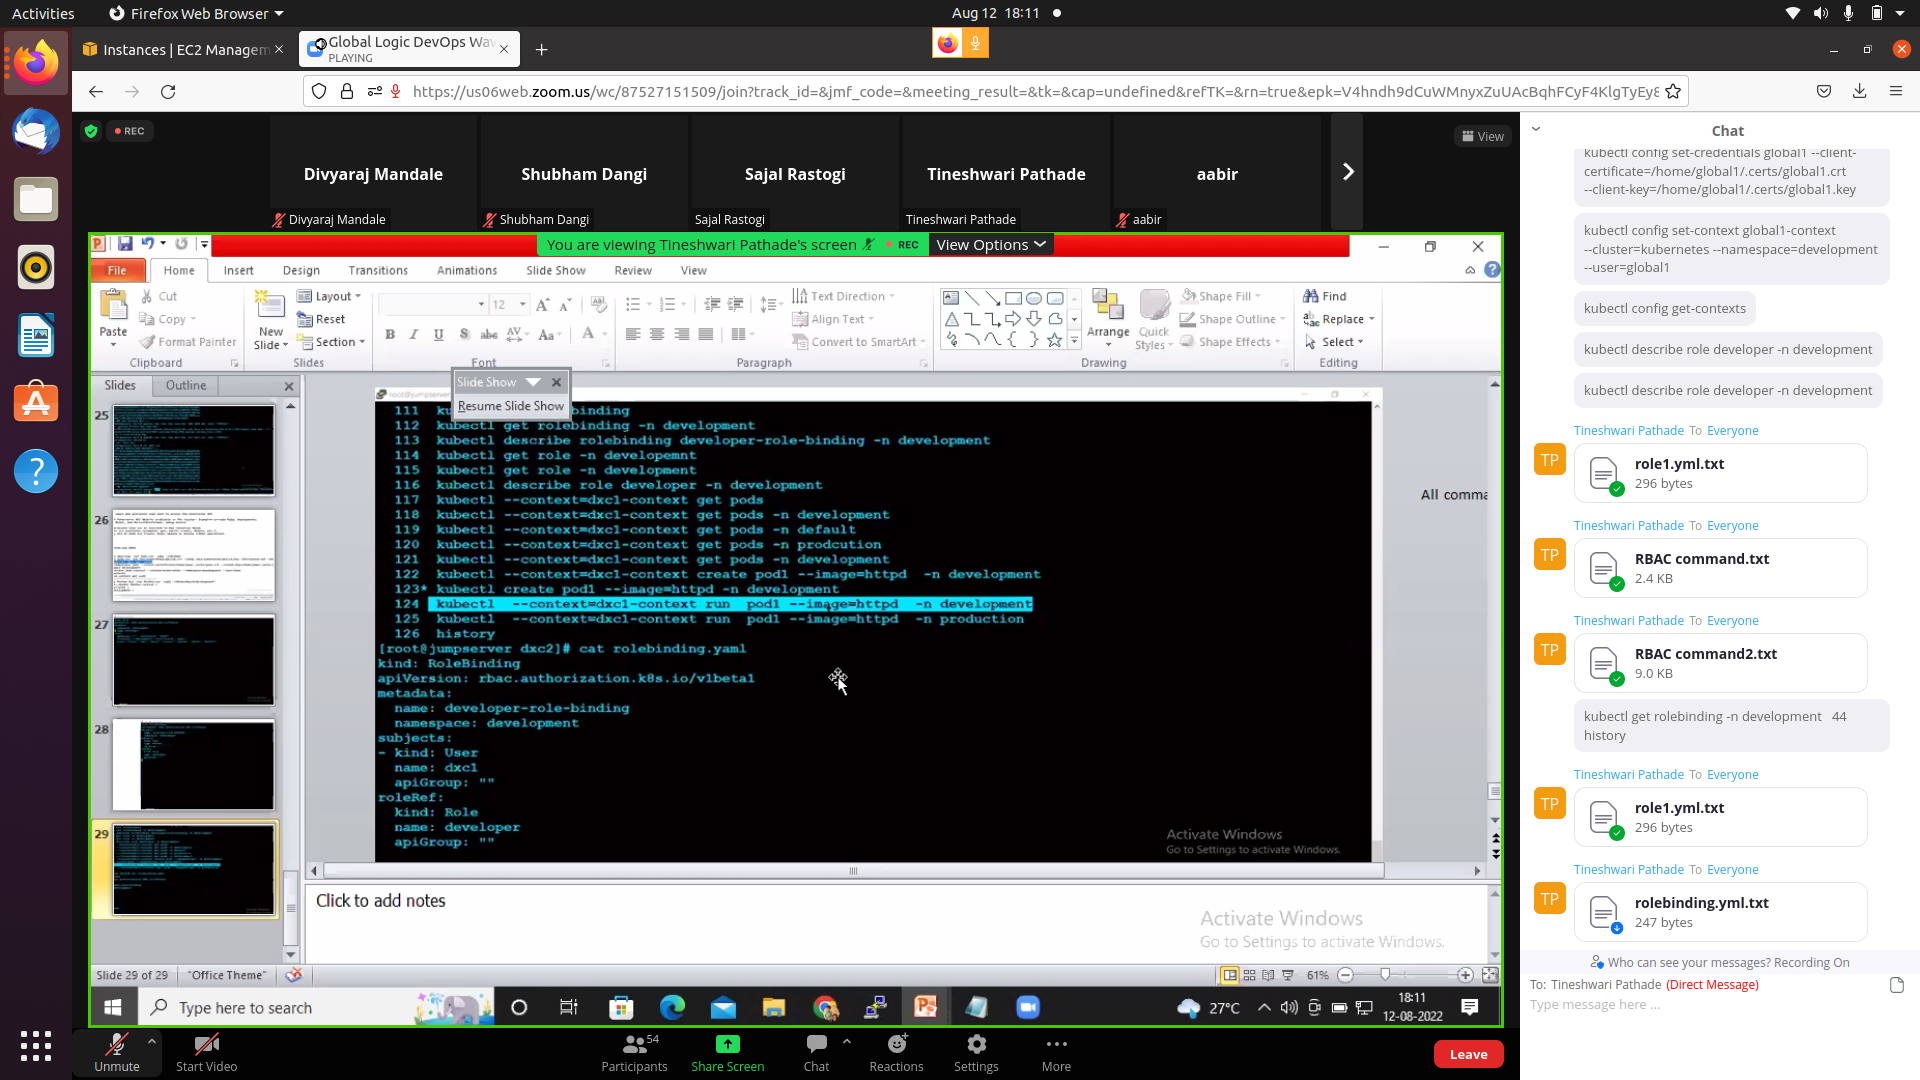 Activities
Firefox Web Browser
Aug 12 18:11
Instances | EC2 Managem
Global Logic DevOps Wav
PLAYING
https://us06web.zoom.us/wc/87527151509/join?track_id=&jmf_code=&meeting_result=&tk=&cap=undefined&refTK=&rn=true&epk=V4hndh9dCuWMnyxZuUAcBqhFCyF4KlgTyEy8
REC
View
Divyaraj Mandale
Shubham Dangi
Sajal Rastogi
Tineshwari Pathade
aabir
Divyaraj Mandale
Shubham Dangi
Sajal Rastogi
Tineshwari Pathade
aabir
You are viewing Tineshwari Pathade's screen
REC
View Options
File
Home
Insert
Design
Transitions
Animations
Slide Show
Review
View
Paste
Cut
Copy
Format Painter
Clipboard
New Slide
Layout
Reset
Section
Slides
12
Font
Text Direction
Align Text
Convert to SmartArt
Paragraph
Arrange
Quick Styles
Shape Fill
Shape Outline
Shape Effects
Drawing
Find
Replace
Select
Editing
Slides
Outline
Slide Show
Resume Slide Show
25
26
27
28
29
111 ku binding
112 kubectl get rolebinding -n development
113 kubectl describe rolebinding developer-role-binding -n development
114 kubectl get role -n developemnt
115 kubectl get role -n development
116 kubectl describe role developer -n development
117 kubectl --context=dxc1-context get pods
118 kubectl --context=dxc1-context get pods -n development
119 kubectl --context=dxc1-context get pods -n default
120 kubectl --context=dxc1-context get pods -n prodcution
121 kubectl --context=dxc1-context get pods -n development
122 kubectl --context=dxc1-context create pod1 --image=httpd -n development
123* kubectl create pod1 --image=httpd -n development
124 kubectl --context=dxc1-context run pod1 --image=httpd -n development
125 kubectl --context=dxc1-context run pod1 --image=httpd -n production
126 history
[root@jumpserver dxc2]# cat rolebinding.yaml
kind: RoleBinding
apiVersion: rbac.authorization.k8s.io/v1beta1
metadata:
name: developer-role-binding
namespace: development
subjects:
- kind: User
name: dxc1
apiGroup: ""
roleRef:
kind: Role
name: developer
apiGroup: ""
All comma
Activate Windows
Go to Settings to activate Windows.
Click to add notes
Activate Windows
Go to Settings to activate Windows.
Slide 29 of 29
"Office Theme"
61%
Type here to search
27°C
18:11
12-08-2022
Unmute
Start Video
54
Participants
Share Screen
Chat
Reactions
Settings
More
Leave
Chat
kubectl config set-credentials global1 --client-
certificate=/home/global1/.certs/global1.crt
--client-key=/home/global1/.certs/global1.key
kubectl config set-context global1-context
--cluster=kubernetes --namespace=development
--user=global1
kubectl config get-contexts
kubectl describe role developer -n development
kubectl describe role developer -n development
Tineshwari Pathade To Everyone
TP
role1.yml.txt
296 bytes
Tineshwari Pathade To Everyone
TP
RBAC command.txt
2.4 KB
Tineshwari Pathade To Everyone
TP
RBAC command2.txt
9.0 KB
kubectl get rolebinding -n development 44
history
Tineshwari Pathade To Everyone
TP
role1.yml.txt
296 bytes
Tineshwari Pathade To Everyone
TP
rolebinding.yml.txt
247 bytes
Who can see your messages? Recording On
To: Tineshwari Pathade (Direct Message)
Type message here ...